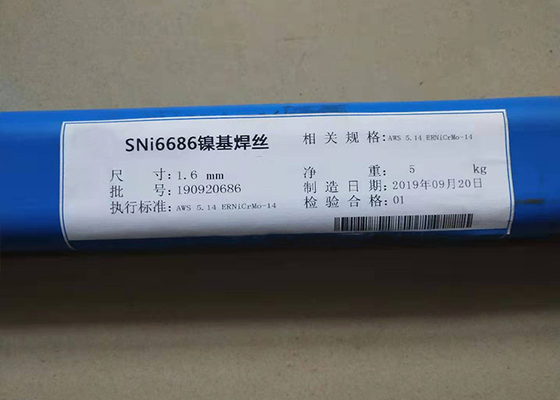 SNi6686镍基焊丝
相关规格:AWS 5.14 ERNiCrMo-14
尺 寸:1.6 mm
净 重: 5 kg
批 号:190920686
制造日期:2019年09月20日
执行标准:AWS 5.14 ERNiCrMo-14
检验合格:01